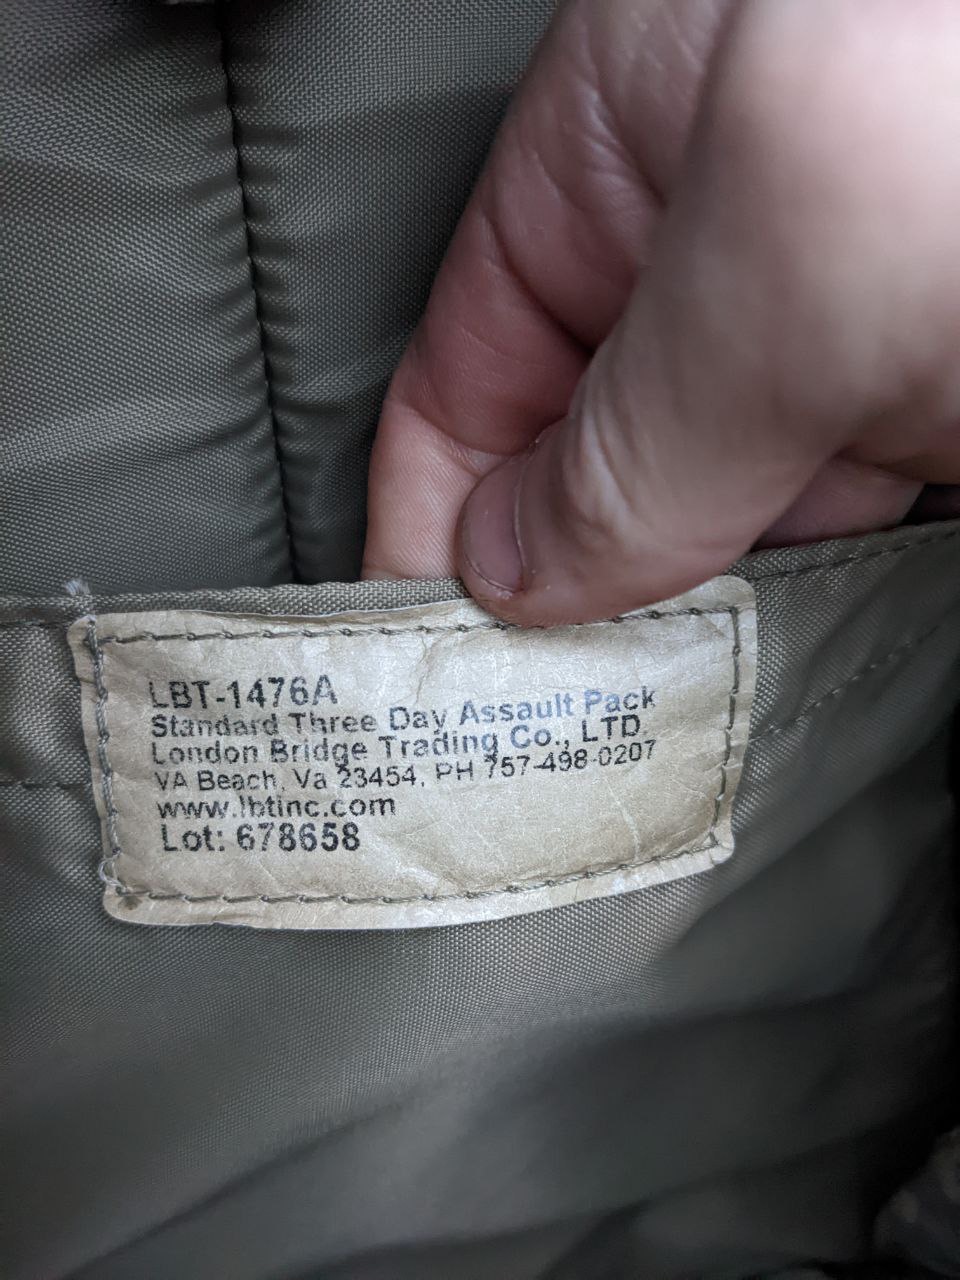 LBT-1476A
Standard Three Day Assault Pack
London Bridge Trading Co., LTD
VA Beach, Va 23454, PH 757-498-0207
www.lbtinc.com
Lot: 678658